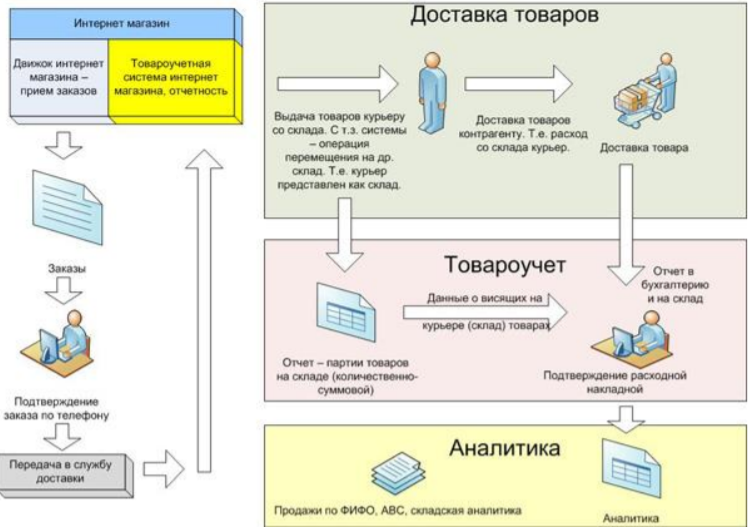 Интернет магазин
Движок интернет
магазина –
прием заказов
Товароучетная
система интернет
магазина, отчетность
Заказы
Подтверждение
заказа по телефону
Передача в службу
доставки
Доставка товаров
Выдача товаров курьеру
со склада. С т.з. системы
– операция
перемещения на др.
склад. Т.е. курьер
представлен как склад.
Доставка товаров
контрагенту. Т.е. расход
со склада курьер.
Доставка товара
Товароучет
Отчет в
бухгалтерию
и на склад
Данные о висящих на
курьере (склад) товарах
Отчет – партии товаров
на складе (количественно-
суммовой)
Подтверждение расходной
накладной
Аналитика
Продажи по ФИФО, ABC, складская аналитика
Аналитика